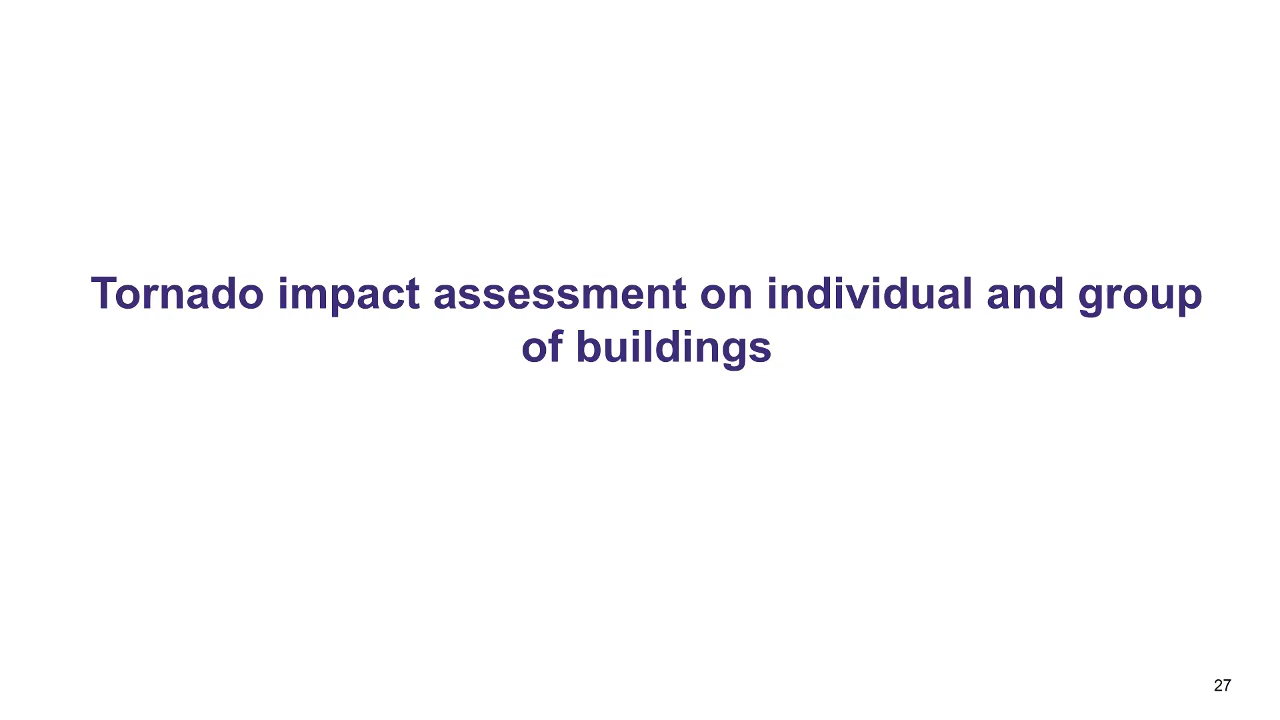 Tornado impact assessment on individual and group
of buildings
27